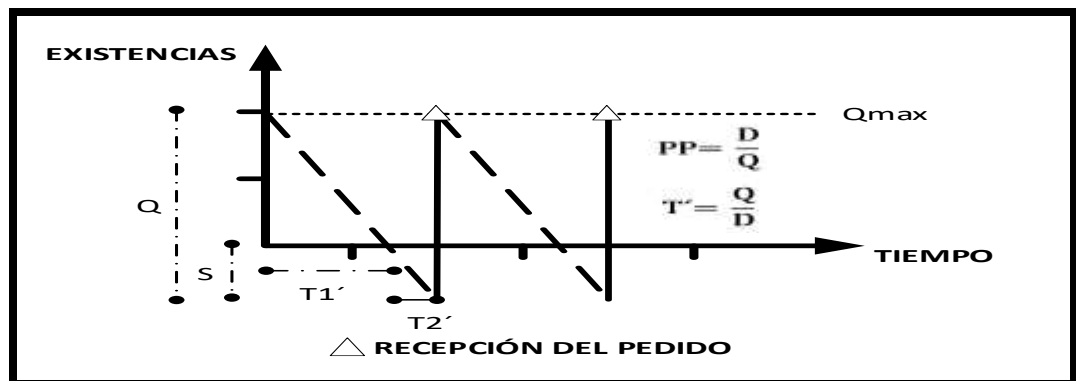 EXISTENCIAS
Qmax
PP= D/Q
Q
T´´= Q/D
S
TIEMPO
T1´
T2´
RECEPCIÓN DEL PEDIDO